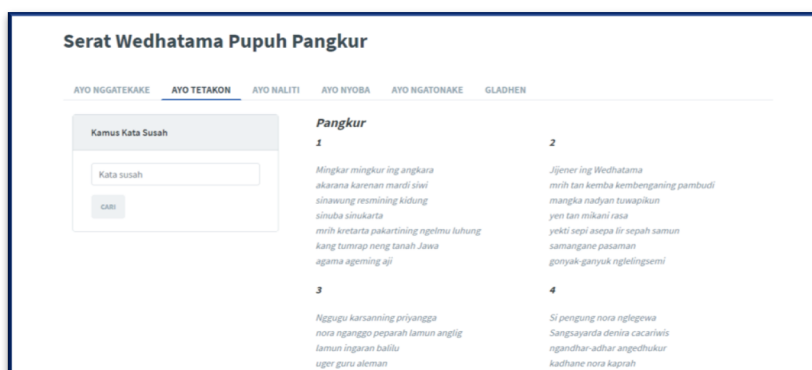 Serat Wedhatama Pupuh Pangkur
AYO NGGATEKAKE AYO TETAKON AYO NALITI AYO NYOBA AYO NGATONAKE GLADHEN
Kamus Kata Susah
Kata susah
CARI
Pangkur
1
Mingkar mingkur ing angkara
akarana karenan mardi siwi
sinawung resmining kidung
sinuba sinukarta
mrih kretarta pakartining ngelmu luhung
kang tumrap neng tanah Jawa
agama ageming aji
2
Jijener ing Wedhatama
mrih tan kemba kembenganing pambudi
mangka nadyan tuwapikun
yen tan mikani rasa
yekti sepi asepa lir sepah samun
samangane pasaman
gonyak-ganyuk nglelingsemi
3
Nggugu karsanning priyangga
nora nganggo peparah lamun anglig
lamun ingaran balilu
uger guru aleman
4
Si pengung nora nglegewa
Sangsayarda denira cacariwis
ngandhar-adhar angedhukur
kadhane nora kaprah